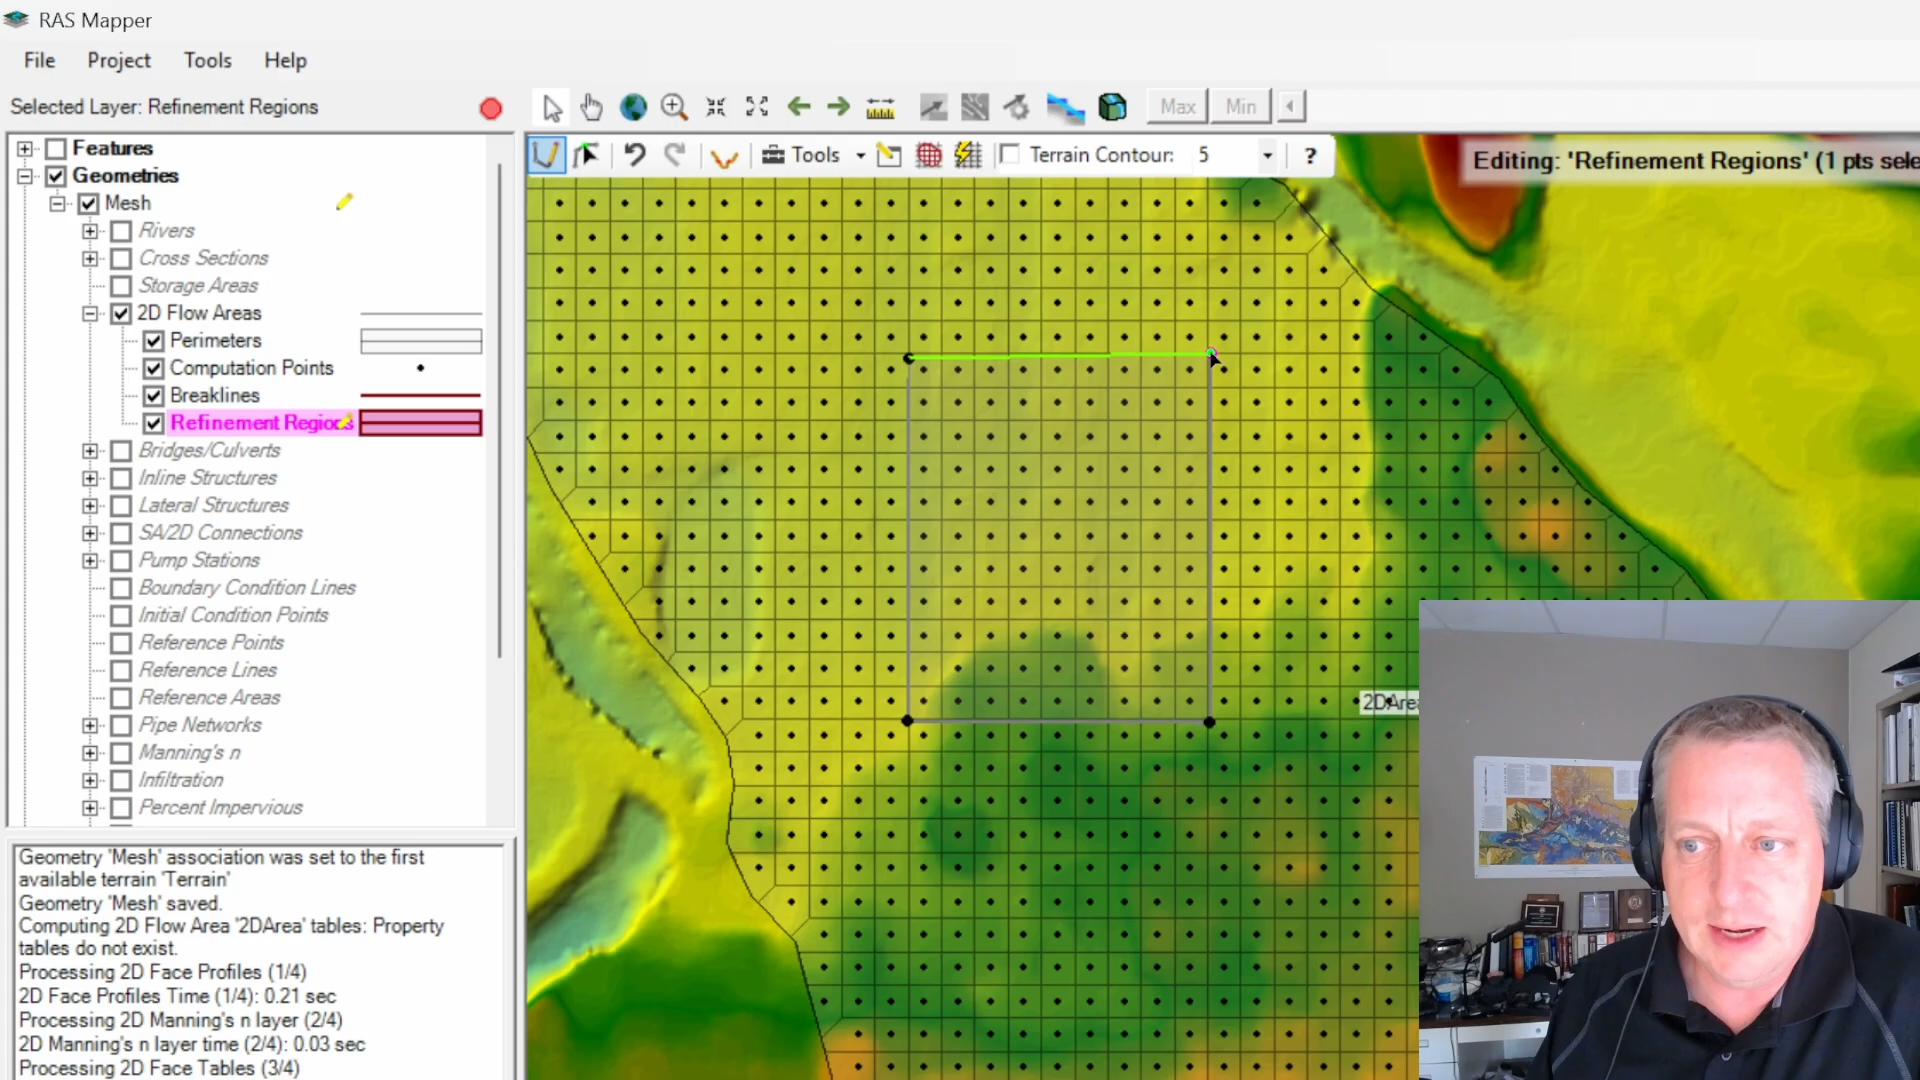 RAS Mapper
File Project Tools Help
Selected Layer: Refinement Regions
Max Min
Features
Geometries
Mesh
Rivers
Cross Sections
Storage Areas
2D Flow Areas
Perimeters
Computation Points
Breaklines
Refinement Regions
Bridges/Culverts
Inline Structures
Lateral Structures
SA/2D Connections
Pump Stations
Boundary Condition Lines
Initial Condition Points
Reference Points
Reference Lines
Reference Areas
Pipe Networks
Manning's n
Infiltration
Percent Impervious
Geometry 'Mesh' association was set to the first
available terrain 'Terrain'
Geometry 'Mesh' saved.
Computing 2D Flow Area '2DArea' tables: Property
tables do not exist.
Processing 2D Face Profiles (1/4)
2D Face Profiles Time (1/4): 0.21 sec
Processing 2D Manning's n layer (2/4)
2D Manning's n layer time (2/4): 0.03 sec
Processing 2D Face Tables (3/4)
Tools Terrain Contour: 5 ?
Editing: 'Refinement Regions' (1 pts sele
2DArea